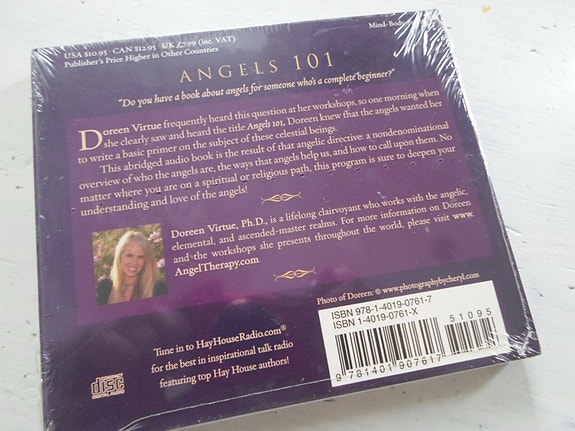 USA $10.95 · CAN $12.95 · UK £7.99 (inc. VAT)
Publisher's Price Higher in Other Countries
Mind-Body
ANGELS 101
"Do you have a book about angels for someone who's a complete beginner?"
Doreen Virtue frequently heard this question at her workshops, so one morning when
she clearly saw and heard the title Angels 101, Doreen knew that the angels wanted her
to write a basic primer on the subject of these celestial beings.
This abridged audio book is the result of that angelic directive: a nondenominational
overview of who the angels are, the ways that angels help us, and how to call upon them. No
matter where you are on a spiritual or religious path, this program is sure to deepen your
understanding and love of the angels!
Doreen Virtue, Ph.D., is a lifelong clairvoyant who works with the angelic,
elemental, and ascended-master realms. For more information on Doreen
and the workshops she presents throughout the world, please visit www.
AngelTherapy.com
Photo of Doreen: © www.photographybycheryl.com
Tune in to HayHouseRadio.com®
for the best in inspirational talk radio
featuring top Hay House authors!
COMPACT
disc
DIGITAL AUDIO
ISBN 978-1-4019-0761-7
ISBN 1-4019-0761-X
51095
9 781401 907617